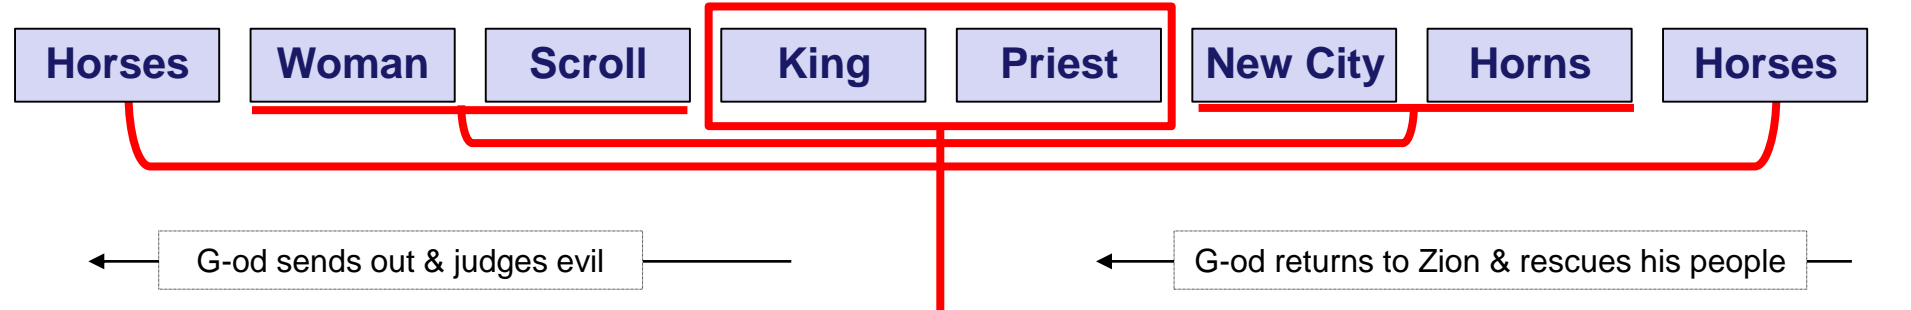 Horses Woman Scroll King Priest New City Horns Horses
G-od sends out & judges evil G-od returns to Zion & rescues his people